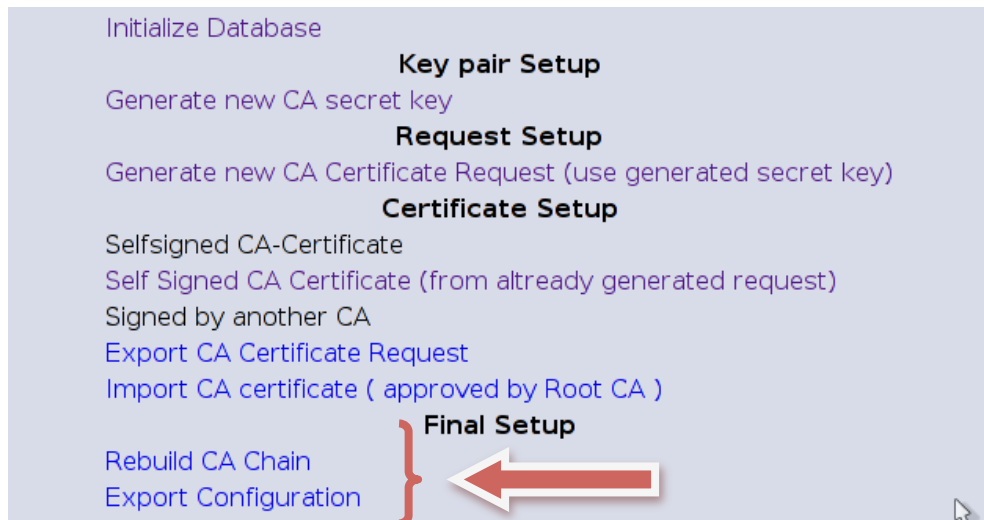 Initialize Database
Key pair Setup
Generate new CA secret key
Request Setup
Generate new CA Certificate Request (use generated secret key)
Certificate Setup
Selfsigned CA-Certificate
Self Signed CA Certificate (from altready generated request)
Signed by another CA
Export CA Certificate Request
Import CA certificate ( approved by Root CA )
Final Setup
Rebuild CA Chain
Export Configuration